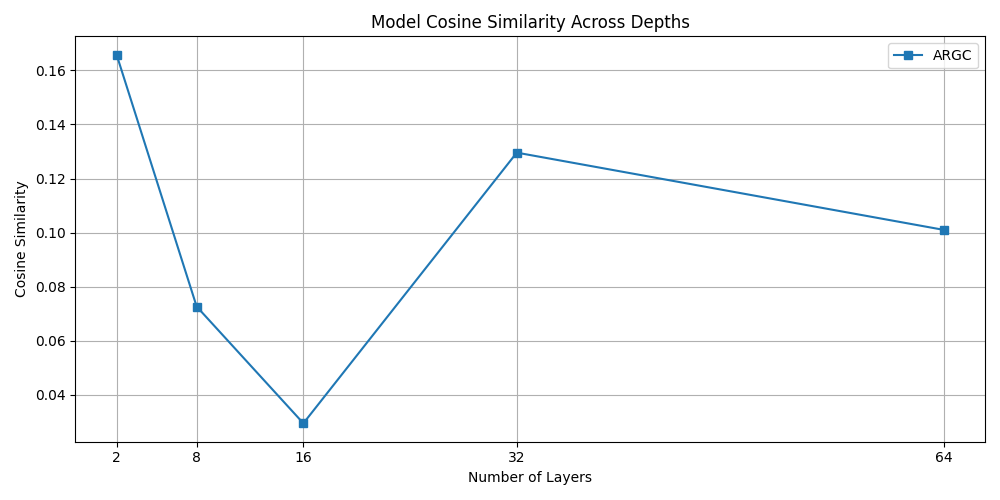 Model Cosine Similarity Across Depths
ARGC
0.16
0.14
0.12
0.10
0.08
0.06
0.04
Cosine Similarity
2 8 16 32 64
Number of Layers